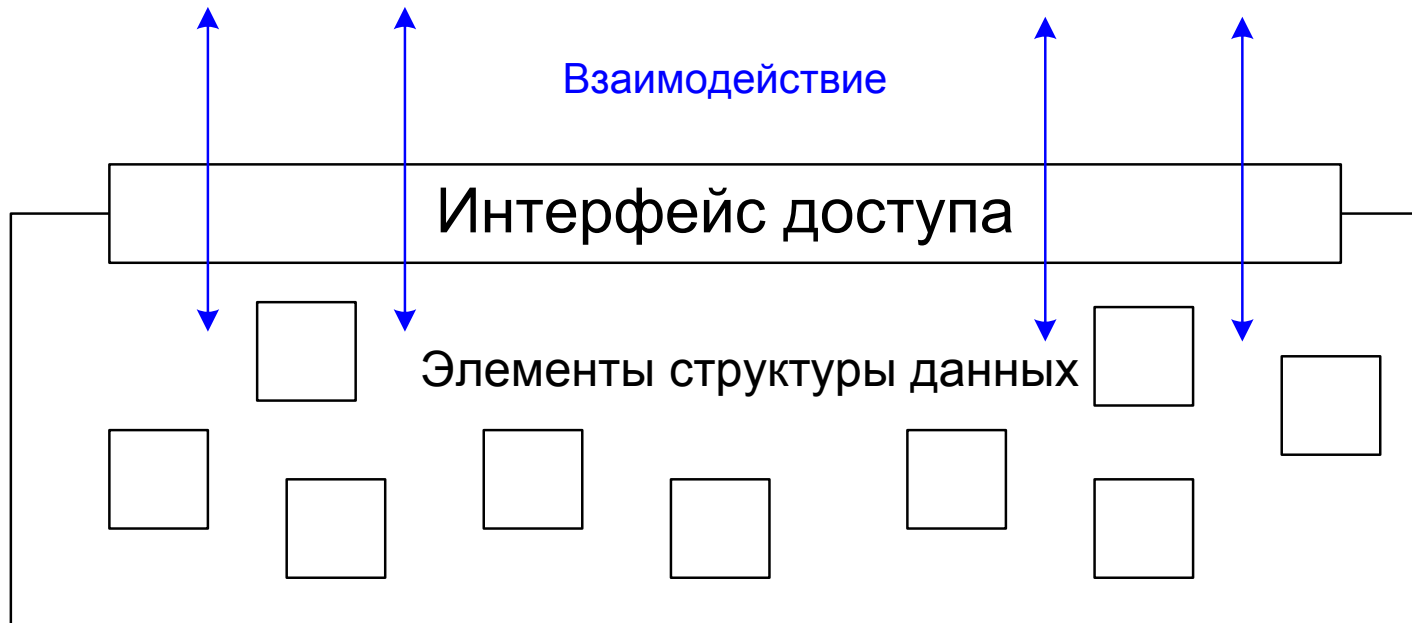 Взаимодействие
Интерфейс доступа
Элементы структуры данных